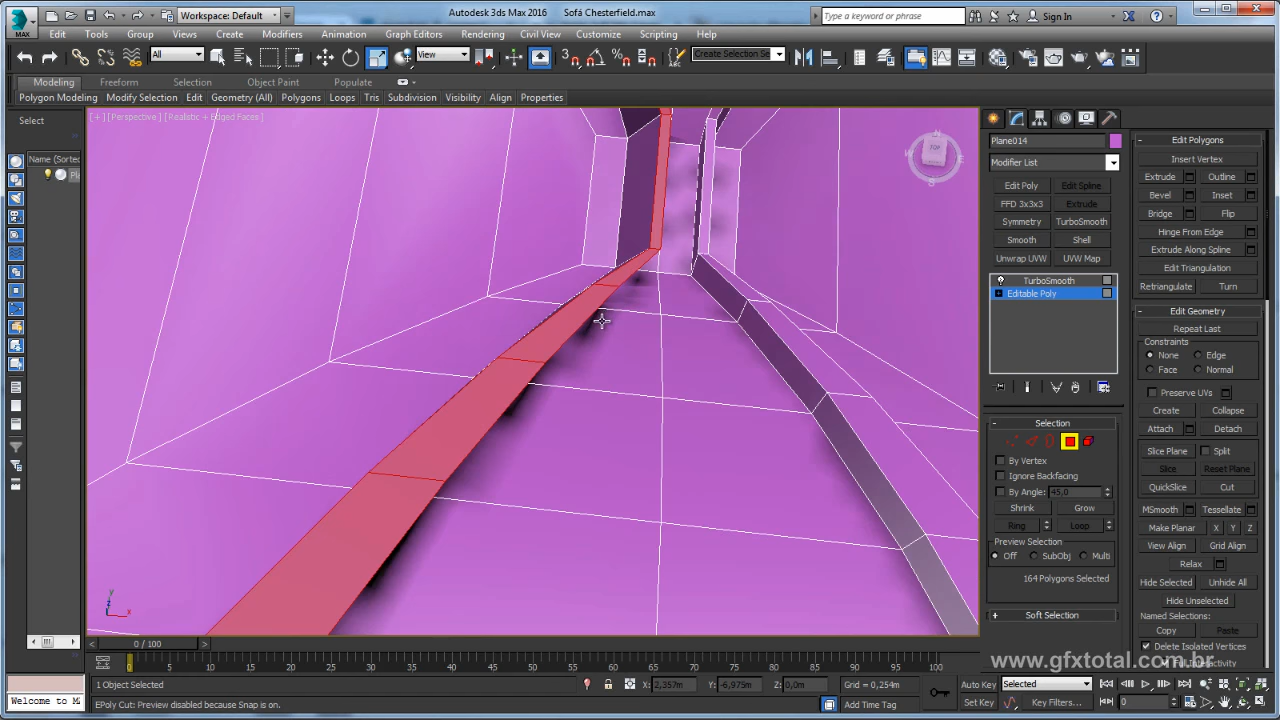 Workspace: Default
Autodesk 3ds Max 2016
Sofá Chesterfield.max
Type a keyword or phrase
Sign In
MAX
Edit
Tools
Group
Views
Create
Modifiers
Animation
Graph Editors
Rendering
Civil View
Customize
Scripting
Help
All
View
Create Selection Se
Modeling
Freeform
Selection
Object Paint
Populate
Polygon Modeling
Modify Selection
Edit
Geometry (All)
Polygons
Loops
Tris
Subdivision
Visibility
Align
Properties
Select
Name (Sorted
[ + ] [Perspective ] [Realistic + Edged Faces ]
TOP
Plane014
Modifier List
Edit Poly
Edit Spline
FFD 3x3x3
Extrude
Symmetry
TurboSmooth
Smooth
Shell
Unwrap UVW
UVW Map
TurboSmooth
Editable Poly
Selection
By Vertex
Ignore Backfacing
By Angle: 45,0
Shrink
Grow
Ring
Loop
Preview Selection
Off
SubObj
Multi
164 Polygons Selected
Soft Selection
Edit Polygons
Insert Vertex
Extrude
Outline
Bevel
Inset
Bridge
Flip
Hinge From Edge
Extrude Along Spline
Edit Triangulation
Retriangulate
Turn
Edit Geometry
Repeat Last
Constraints
None
Edge
Face
Normal
Preserve UVs
Create
Collapse
Attach
Detach
Slice Plane
Split
Slice
Reset Plane
QuickSlice
Cut
MSmooth
Tessellate
Make Planar
X
Y
Z
View Align
Grid Align
Relax
Hide Selected
Unhide All
Hide Unselected
Named Selections:
Copy
Paste
Delete Isolated Vertices
Full Interactivity
www.gfxtotal.com.br
0 / 100
0 5 10 15 20 25 30 35 40 45 50 55 60 65 70 75 80 85 90 95 100
1 Object Selected
X: 2,357m
Y: -6,975m
Z: 0,0m
Grid = 0,254m
Auto Key
Selected
Welcome to M
EPoly Cut: Preview disabled because Snap is on.
Add Time Tag
Set Key
Key Filters...
0